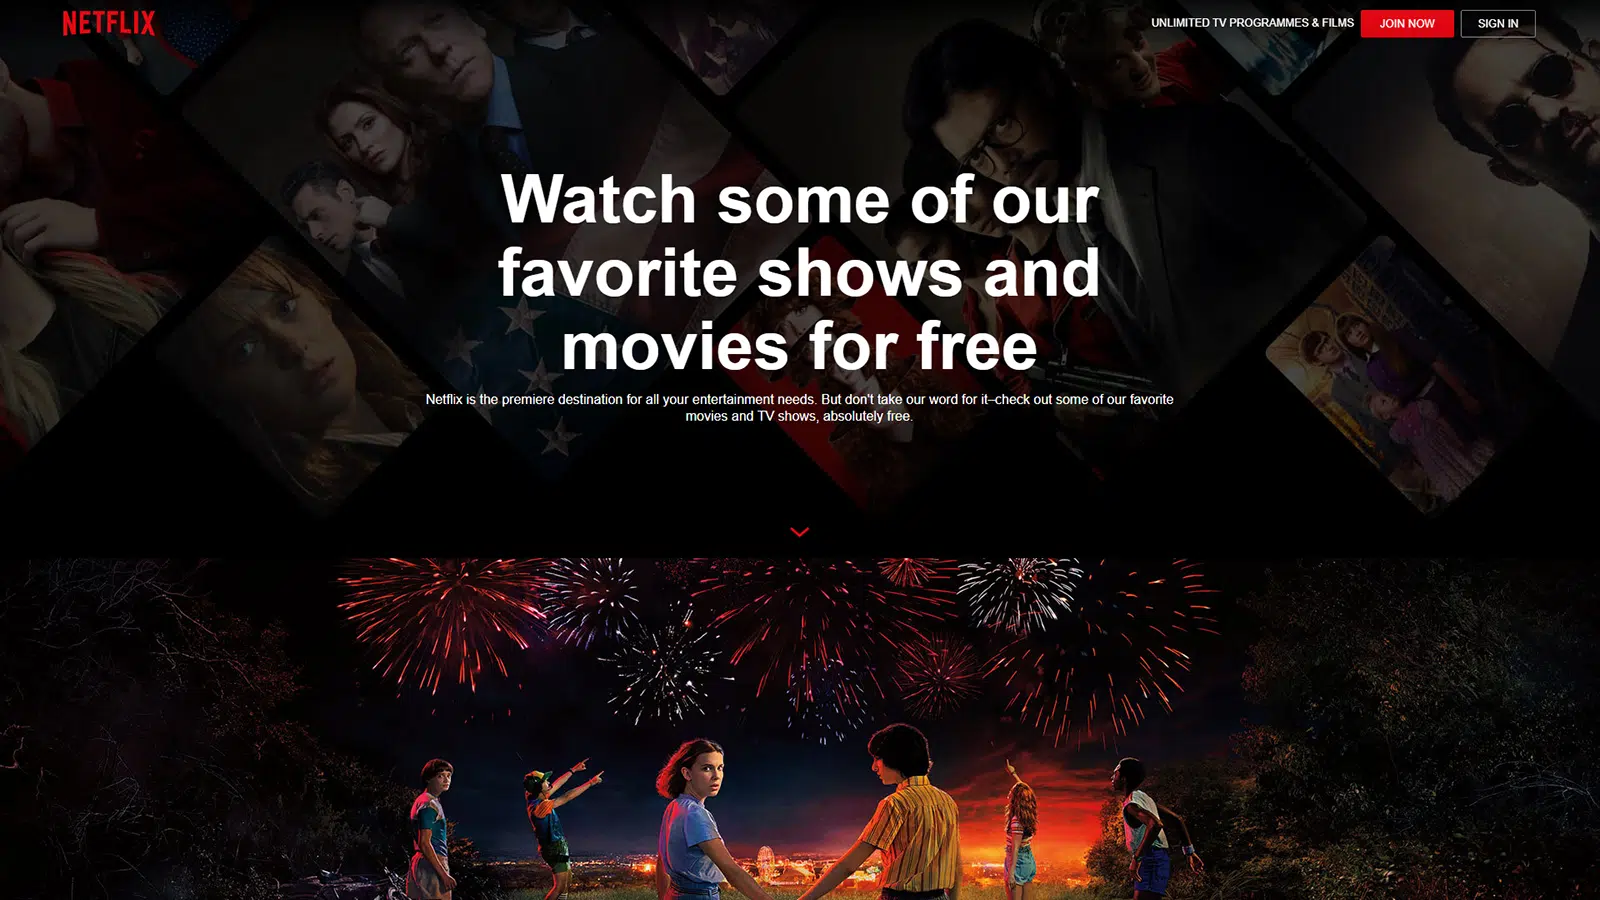 NETFLIX
UNLIMITED TV PROGRAMMES & FILMS
JOIN NOW
SIGN IN
Watch some of our
favorite shows and
movies for free
Netflix is the premiere destination for all your entertainment needs. But don't take our word for it–check out some of our favorite
movies and TV shows, absolutely free.